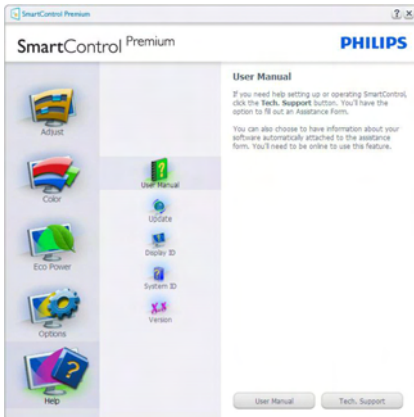 SmartControl Premium
SmartControl Premium
PHILIPS
Adjust
Color
Eco Power
Options
Help
User Manual
Update
Display ID
System ID
Version
User Manual
If you need help setting up or operating SmartControl,
click the Tech. Support button. You'll have the
option to fill out an Assistance Form.
You can also choose to have information about your
software automatically attached to the assistance
form. You'll need to be online to use this feature.
User Manual
Tech. Support